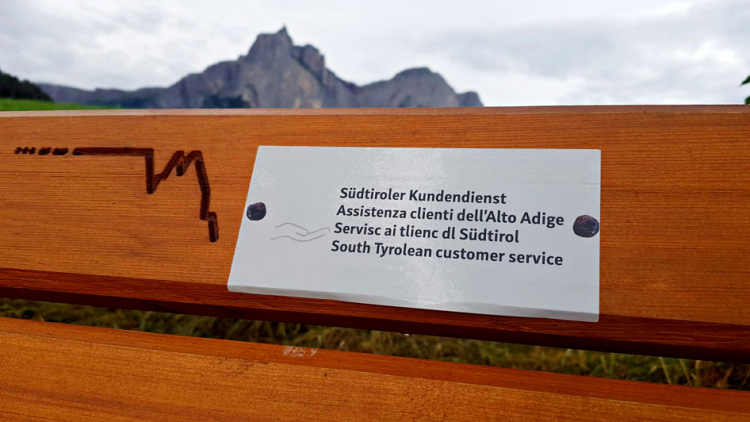 Südtiroler Kundendienst
Assistenza clienti dell'Alto Adige
Servisc ai tlienc dl Südtirol
South Tyrolean customer service